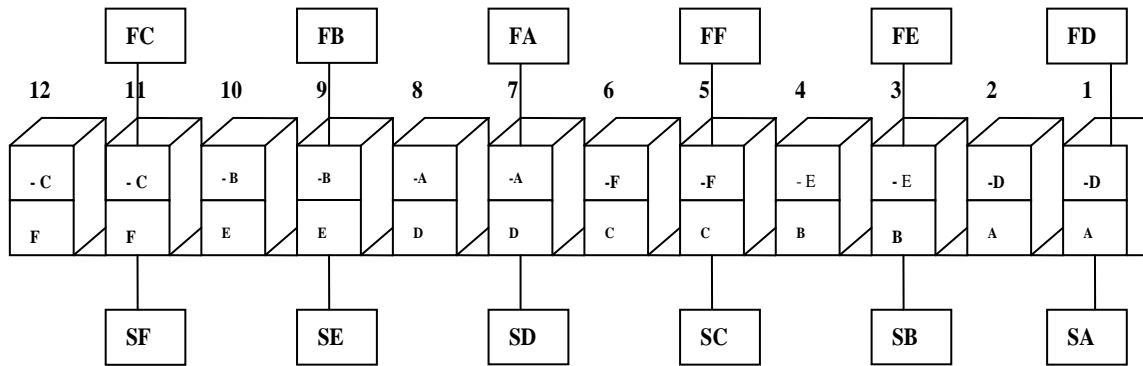 FC FB FA FF FE FD
12 11 10 9 8 7 6 5 4 3 2 1
- C - C - B -B -A -A -F -F - E - E -D -D
F F E E D D C C B B A A
SF SE SD SC SB SA